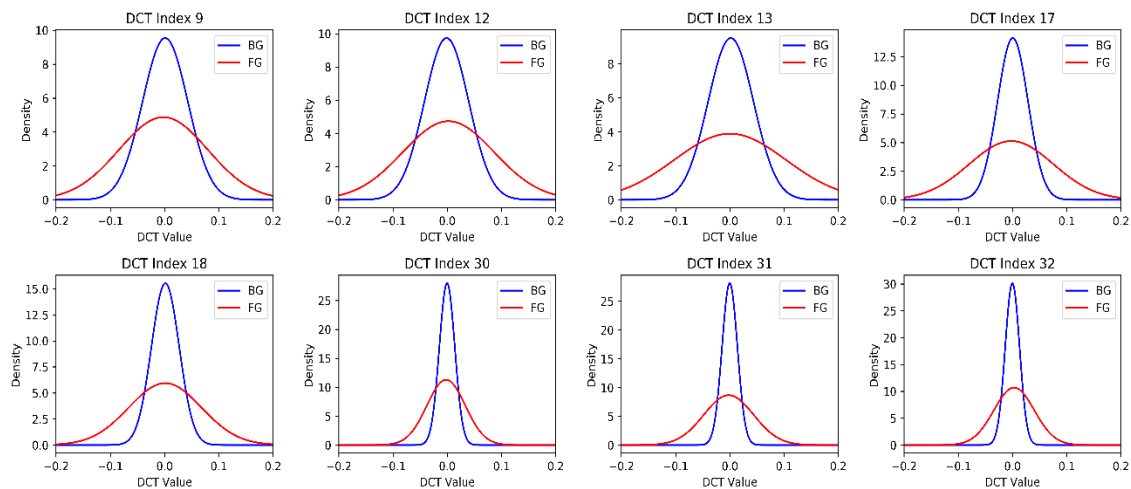 DCT Index 9
10
8
6
4
2
0
Density
−0.2
−0.1
0.0
0.1
0.2
DCT Value
BG
FG
DCT Index 12
10
8
6
4
2
0
Density
−0.2
−0.1
0.0
0.1
0.2
DCT Value
BG
FG
DCT Index 13
8
6
4
2
0
Density
−0.2
−0.1
0.0
0.1
0.2
DCT Value
BG
FG
DCT Index 17
12.5
10.0
7.5
5.0
2.5
0.0
Density
−0.2
−0.1
0.0
0.1
0.2
DCT Value
BG
FG
DCT Index 18
15.0
12.5
10.0
7.5
5.0
2.5
0.0
Density
−0.2
−0.1
0.0
0.1
0.2
DCT Value
BG
FG
DCT Index 30
25
20
15
10
5
0
Density
−0.2
−0.1
0.0
0.1
0.2
DCT Value
BG
FG
DCT Index 31
25
20
15
10
5
0
Density
−0.2
−0.1
0.0
0.1
0.2
DCT Value
BG
FG
DCT Index 32
30
25
20
15
10
5
0
Density
−0.2
−0.1
0.0
0.1
0.2
DCT Value
BG
FG